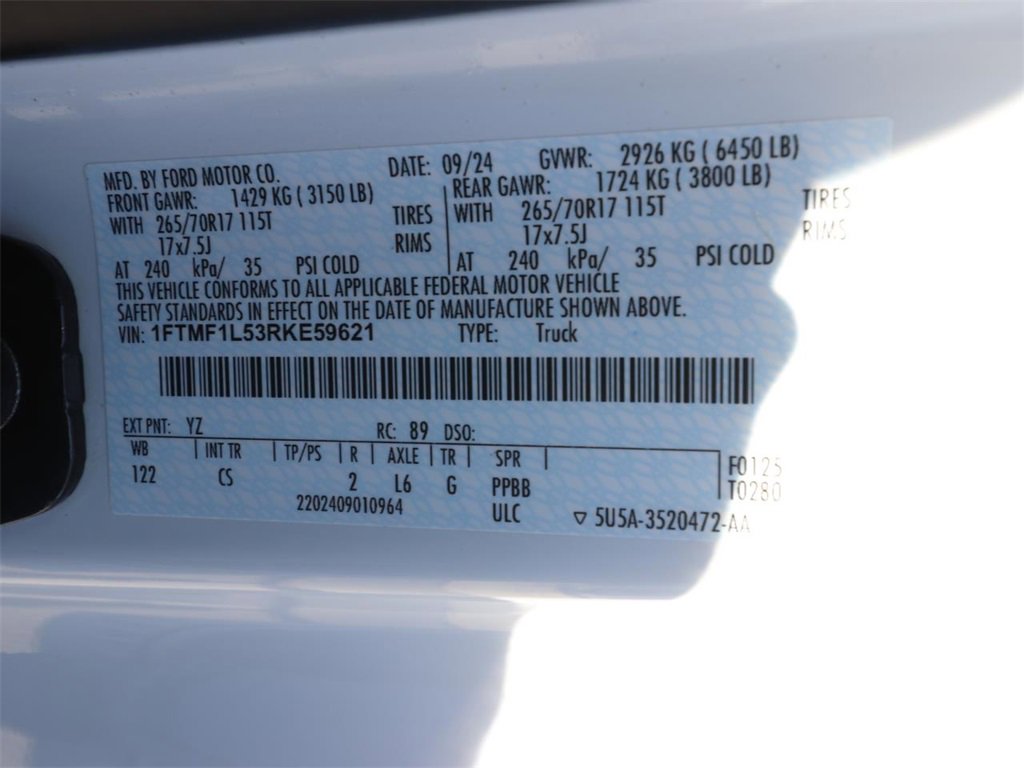 MFD. BY FORD MOTOR CO. DATE: 09/24 GVWR: 2926 KG ( 6450 LB)
FRONT GAWR: 1429 KG ( 3150 LB) REAR GAWR: 1724 KG ( 3800 LB)
WITH 265/70R17 115T TIRES WITH 265/70R17 115T TIRES
17x7.5J RIMS 17x7.5J RIMS
AT 240 kPa/ 35 PSI COLD AT 240 kPa/ 35 PSI COLD
THIS VEHICLE CONFORMS TO ALL APPLICABLE FEDERAL MOTOR VEHICLE
SAFETY STANDARDS IN EFFECT ON THE DATE OF MANUFACTURE SHOWN ABOVE.
VIN: 1FTMF1L53RKE59621 TYPE: Truck
EXT PNT: YZ RC: 89 DSO:
WB INT TR TP/PS R AXLE TR SPR F0125
122 CS 2 L6 G PPBB T0280
2202409010964 ULC ▽ 5U5A-3520472-AA